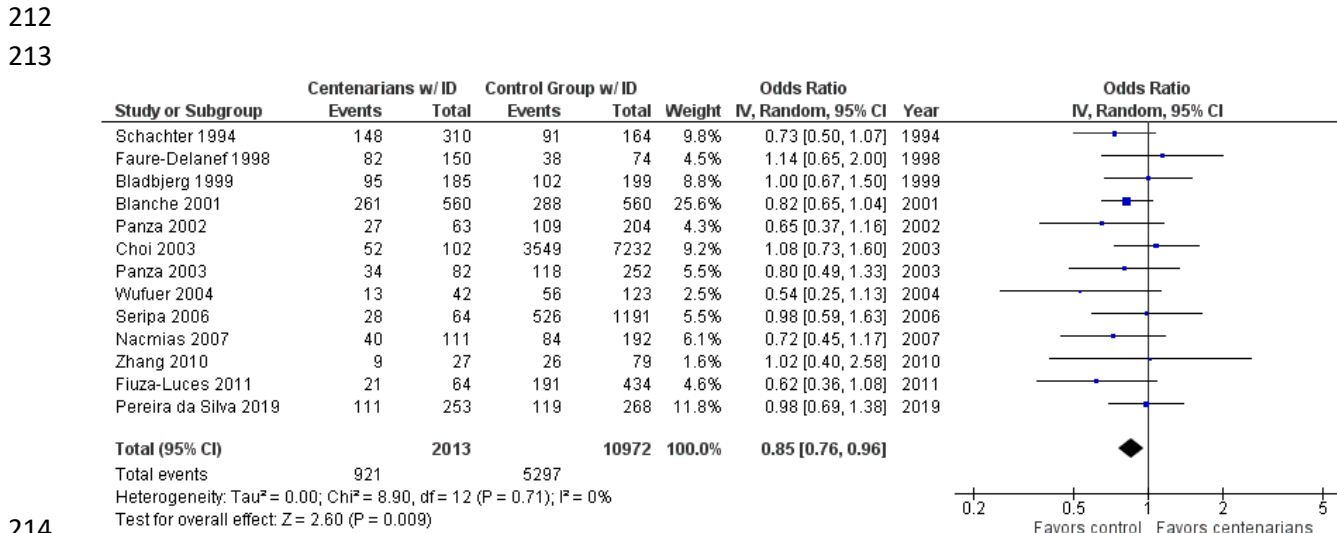 212
213
Centenarians w/ ID Control Group w/ ID Odds Ratio Odds Ratio
Study or Subgroup Events Total Events Total Weight IV, Random, 95% CI Year IV, Random, 95% CI
Schachter 1994 148 310 91 164 9.8% 0.73 [0.50, 1.07] 1994
Faure-Delanef 1998 82 150 38 74 4.5% 1.14 [0.65, 2.00] 1998
Bladbjerg 1999 95 185 102 199 8.8% 1.00 [0.67, 1.50] 1999
Blanche 2001 261 560 288 560 25.6% 0.82 [0.65, 1.04] 2001
Panza 2002 27 63 109 204 4.3% 0.65 [0.37, 1.16] 2002
Choi 2003 52 102 3549 7232 9.2% 1.08 [0.73, 1.60] 2003
Panza 2003 34 82 118 252 5.5% 0.80 [0.49, 1.33] 2003
Wufuer 2004 13 42 56 123 2.5% 0.54 [0.25, 1.13] 2004
Seripa 2006 28 64 526 1191 5.5% 0.98 [0.59, 1.63] 2006
Nacmias 2007 40 111 84 192 6.1% 0.72 [0.45, 1.17] 2007
Zhang 2010 9 27 26 79 1.6% 1.02 [0.40, 2.58] 2010
Fiuza-Luces 2011 21 64 191 434 4.6% 0.62 [0.36, 1.08] 2011
Pereira da Silva 2019 111 253 119 268 11.8% 0.98 [0.69, 1.38] 2019
Total (95% CI) 2013 10972 100.0% 0.85 [0.76, 0.96]
Total events 921 5297
Heterogeneity: Tau² = 0.00; Chi² = 8.90, df = 12 (P = 0.71); I² = 0%
Test for overall effect: Z = 2.60 (P = 0.009)
0.2 0.5 1 2 5
Favors control Favors centenarians
214